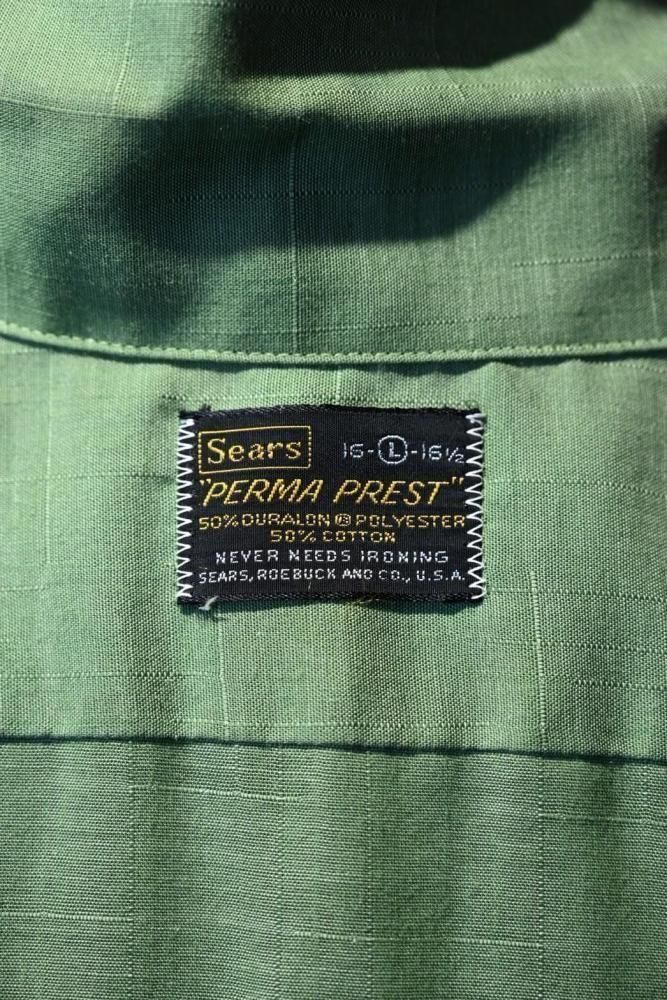 Sears 16-Ⓛ-16½
"PERMA PREST"
50% DURALON ® POLYESTER
50% COTTON
NEVER NEEDS IRONING
SEARS, ROEBUCK AND CO., U.S.A.